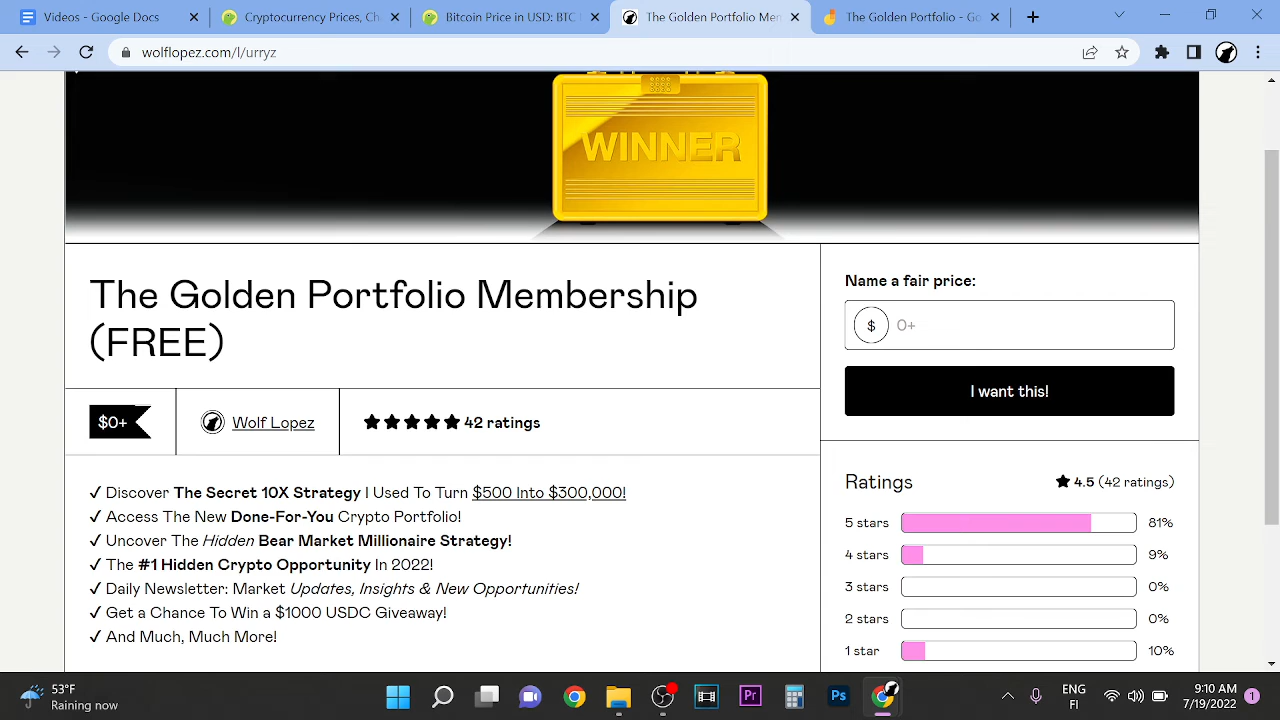 Videos - Google Docs
Cryptocurrency Prices, Ch
Bitcoin Price in USD: BTC
The Golden Portfolio Mem
The Golden Portfolio - Go
wolflopez.com/l/urryz
WINNER
The Golden Portfolio Membership
(FREE)
$0+
Wolf Lopez
42 ratings
✓ Discover The Secret 10X Strategy I Used To Turn $500 Into $300,000!
✓ Access The New Done-For-You Crypto Portfolio!
✓ Uncover The Hidden Bear Market Millionaire Strategy!
✓ The #1 Hidden Crypto Opportunity In 2022!
✓ Daily Newsletter: Market Updates, Insights & New Opportunities!
✓ Get a Chance To Win a $1000 USDC Giveaway!
✓ And Much, Much More!
Name a fair price:
$ 0+
I want this!
Ratings
4.5 (42 ratings)
5 stars 81%
4 stars 9%
3 stars 0%
2 stars 0%
1 star 10%
53°F
Raining now
Pr
Ps
ENG
FI
9:10 AM
7/19/2022
1